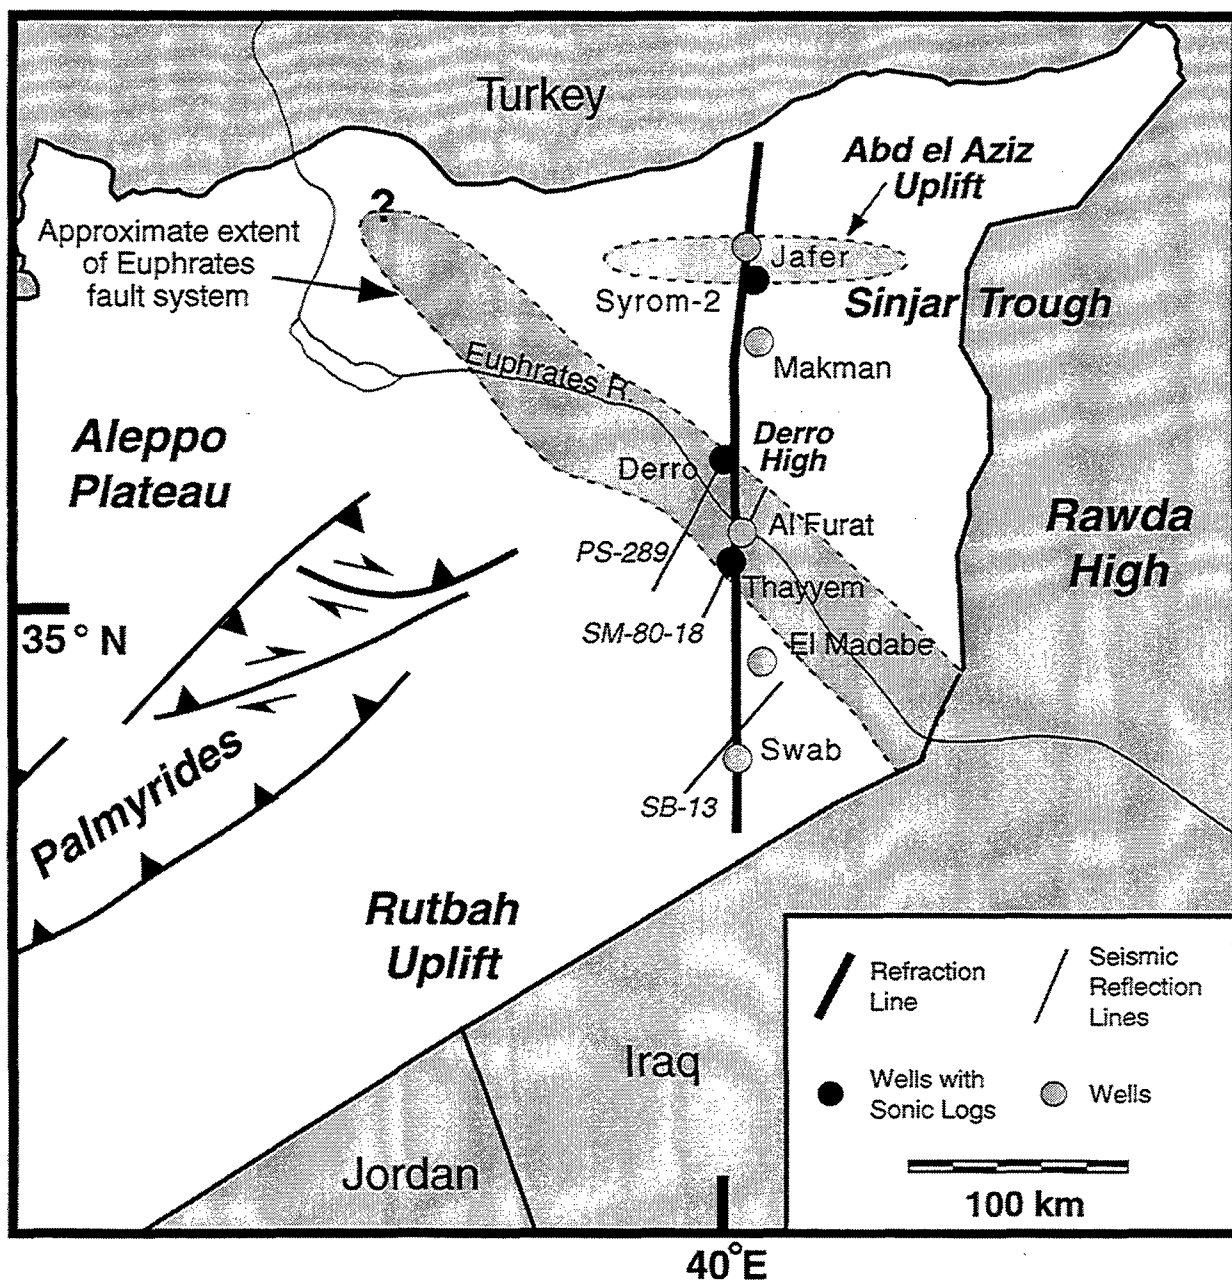 Turkey
Abd el Aziz
Uplift
?
Approximate extent
of Euphrates
fault system
Jafer
Syrom-2
Sinjar Trough
Makman
Euphrates R.
Aleppo
Plateau
Derro
High
Derro
Al Furat
Rawda
High
PS-289
Thayyem
35° N
SM-80-18
El Madabe
Swab
Palmyrides
SB-13
Rutbah
Uplift
Refraction
Line
Seismic
Reflection
Lines
Iraq
Wells with
Sonic Logs
Wells
Jordan
100 km
40°E